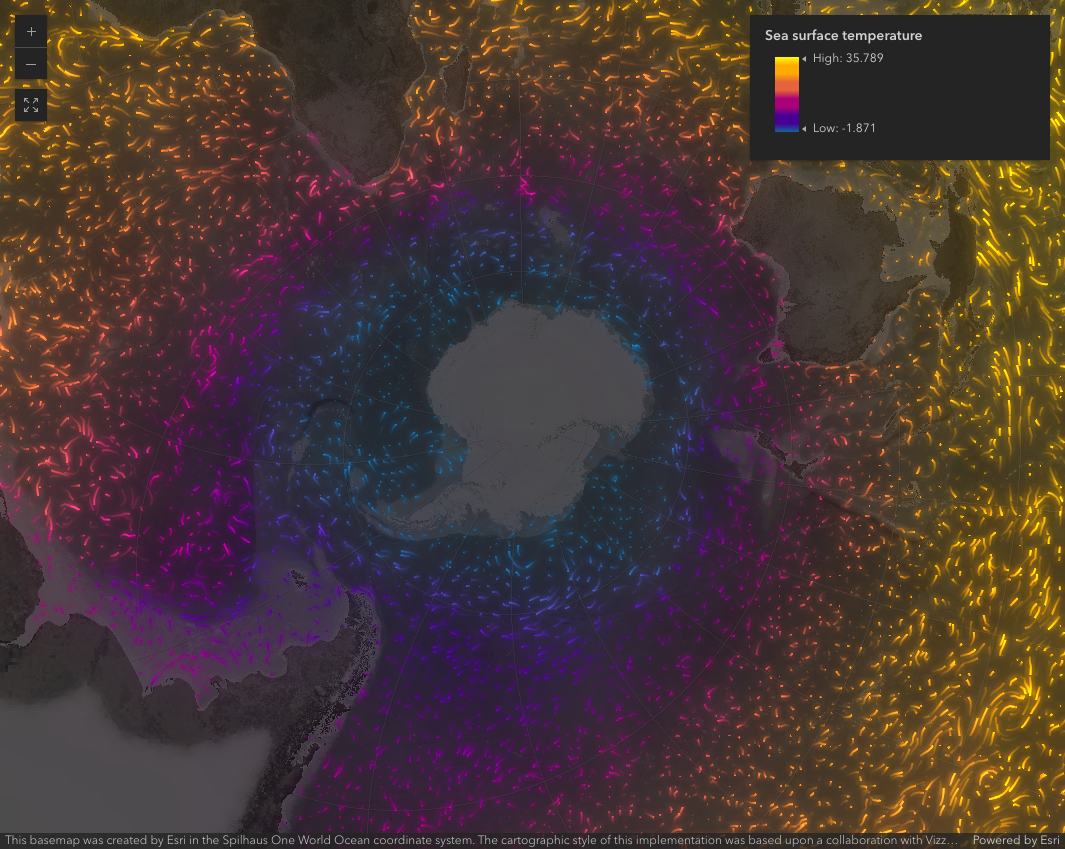 +
–
Sea surface temperature
High: 35.789
Low: -1.871
This basemap was created by Esri in the Spilhaus One World Ocean coordinate system. The cartographic style of this implementation was based upon a collaboration with Vizz…
Powered by Esri